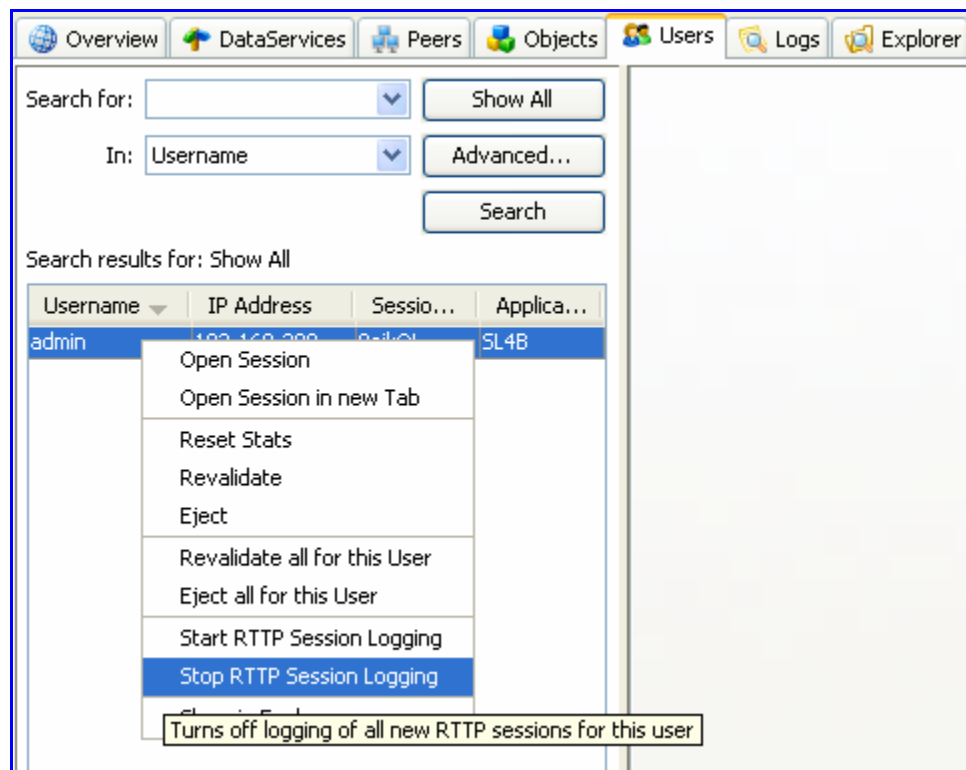 Overview DataServices Peers Objects Users Logs Explorer
Search for: Show All
In: Username Advanced...
Search
Search results for: Show All
Username IP Address Sessio... Applica...
admin SL4B
Open Session
Open Session in new Tab
Reset Stats
Revalidate
Eject
Revalidate all for this User
Eject all for this User
Start RTTP Session Logging
Stop RTTP Session Logging
Turns off logging of all new RTTP sessions for this user